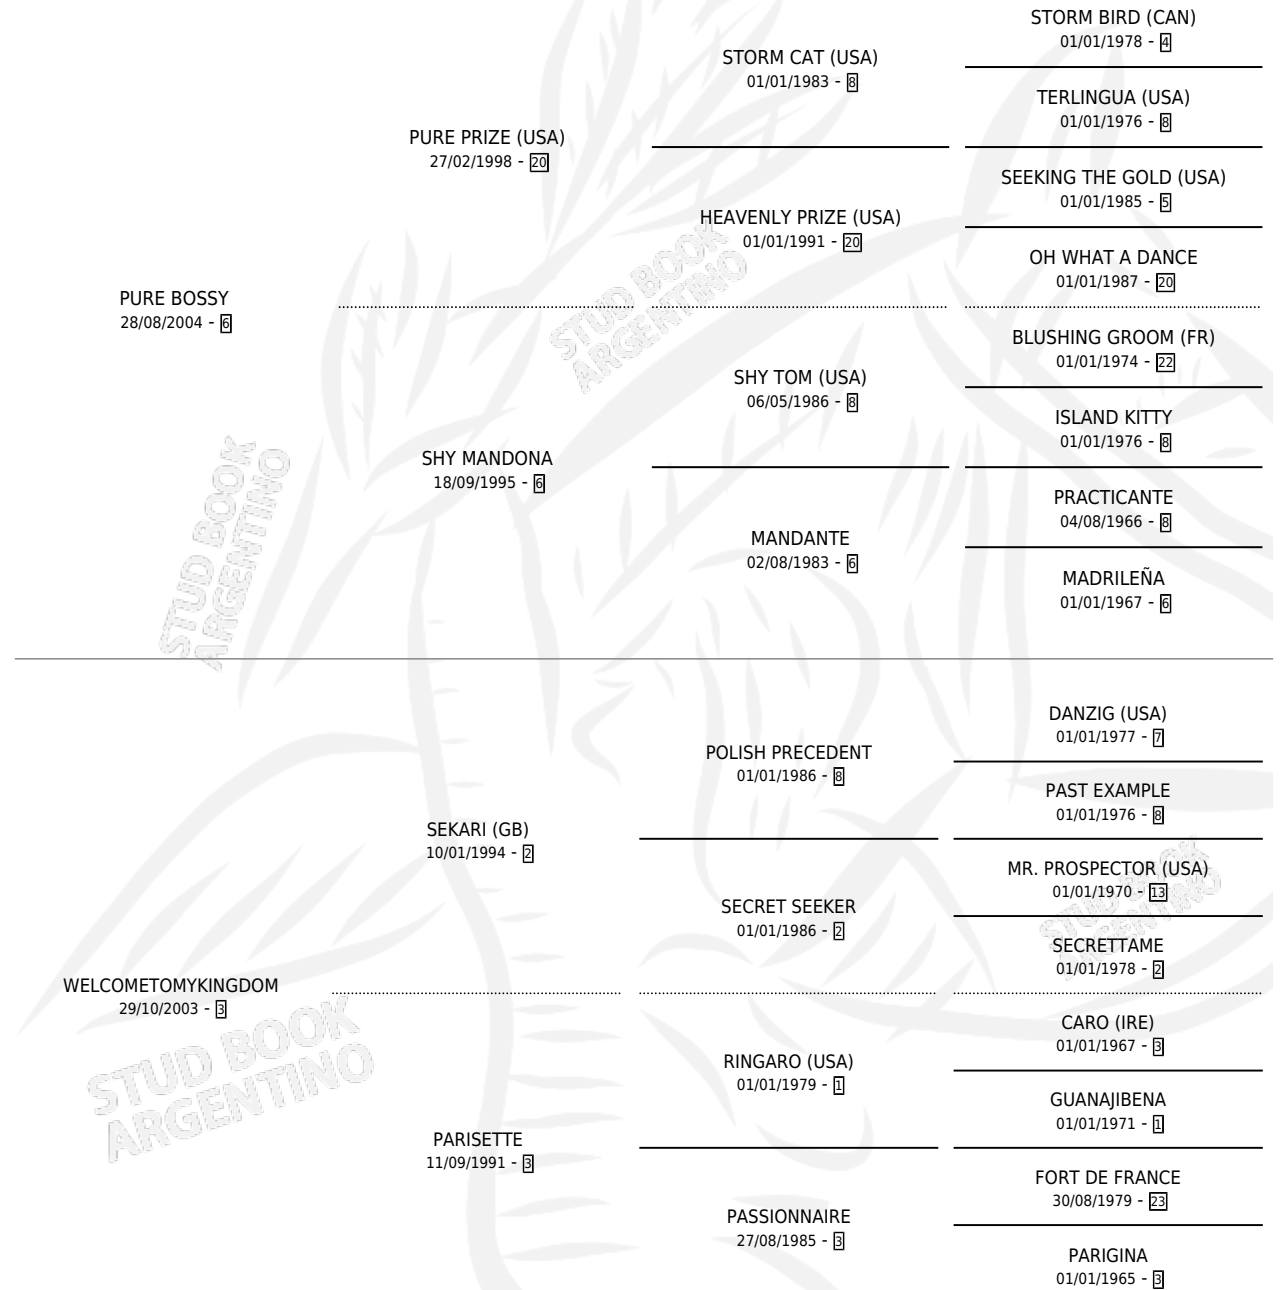 STORM BIRD (CAN)
01/01/1978 - 4
STORM CAT (USA)
01/01/1983 - 8
TERLINGUA (USA)
01/01/1976 - 8
PURE PRIZE (USA)
27/02/1998 - 20
SEEKING THE GOLD (USA)
01/01/1985 - 5
HEAVENLY PRIZE (USA)
01/01/1991 - 20
OH WHAT A DANCE
01/01/1987 - 20
PURE BOSSY
28/08/2004 - 6
BLUSHING GROOM (FR)
01/01/1974 - 22
SHY TOM (USA)
06/05/1986 - 8
ISLAND KITTY
01/01/1976 - 8
SHY MANDONA
18/09/1995 - 6
PRACTICANTE
04/08/1966 - 8
MANDANTE
02/08/1983 - 6
MADRILEÑA
01/01/1967 - 6
DANZIG (USA)
01/01/1977 - 7
POLISH PRECEDENT
01/01/1986 - 8
PAST EXAMPLE
01/01/1976 - 8
SEKARI (GB)
10/01/1994 - 2
MR. PROSPECTOR (USA)
01/01/1970 - 13
SECRET SEEKER
01/01/1986 - 2
SECRETTAME
01/01/1978 - 2
WELCOMETOMYKINGDOM
29/10/2003 - 3
CARO (IRE)
01/01/1967 - 3
RINGARO (USA)
01/01/1979 - 1
GUANAJIBENA
01/01/1971 - 1
PARISETTE
11/09/1991 - 3
FORT DE FRANCE
30/08/1979 - 23
PASSIONNAIRE
27/08/1985 - 3
PARIGINA
01/01/1965 - 3
STUD BOOK
ARGENTINO
STUD BOOK
ARGENTINO
STUD BOOK
ARGENTINO
STUD BOOK
ARGENTINO